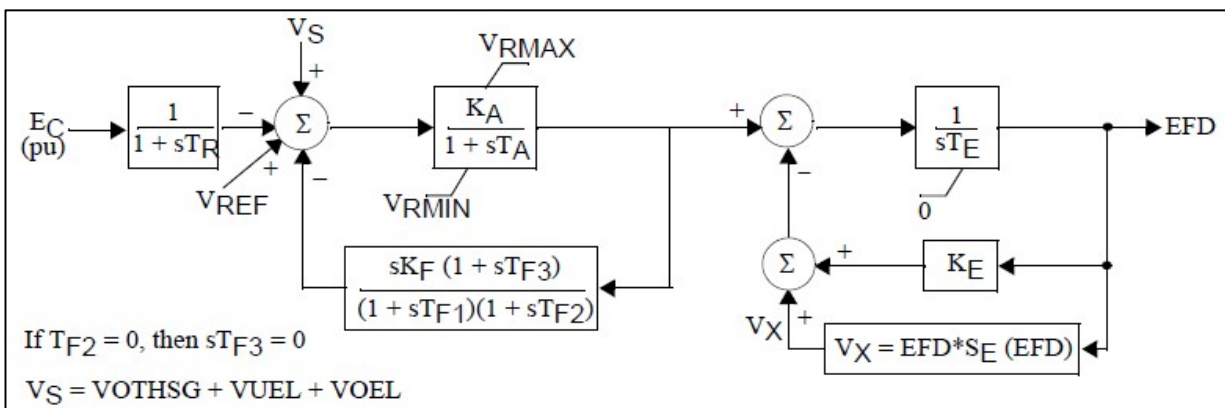 VS
+
VRMAX
EC
(pu)
1
1 + sTR
−
Σ
+
VREF
−
KA
1 + sTA
VRMIN
+
Σ
−
1
sTE
0
EFD
sKF (1 + sTF3)
(1 + sTF1)(1 + sTF2)
Σ
+
KE
VX
+
VX = EFD*SE (EFD)
If TF2 = 0, then sTF3 = 0
VS = VOTHSG + VUEL + VOEL